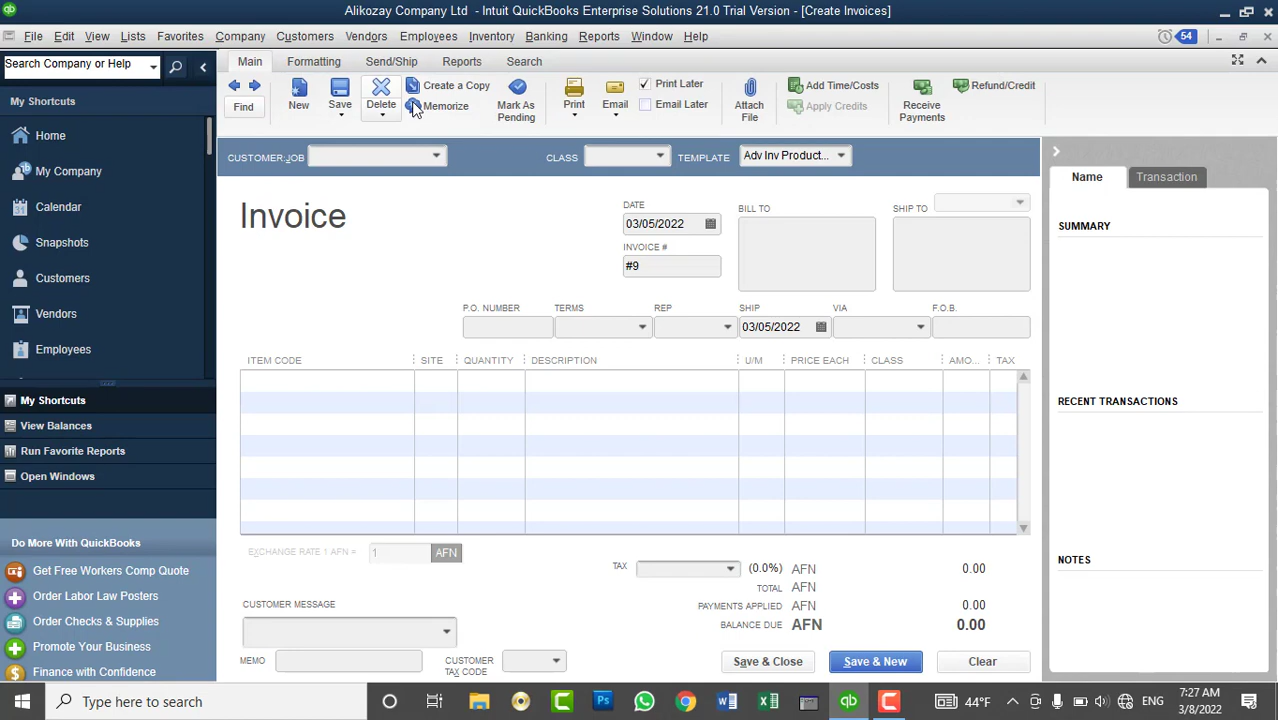 Alikozay Company Ltd - Intuit QuickBooks Enterprise Solutions 21.0 Trial Version - [Create Invoices]
File Edit View Lists Favorites Company Customers Vendors Employees Inventory Banking Reports Window Help
54
Search Company or Help
My Shortcuts
Home
My Company
Calendar
Snapshots
Customers
Vendors
Employees
My Shortcuts
View Balances
Run Favorite Reports
Open Windows
Do More With QuickBooks
Get Free Workers Comp Quote
Order Labor Law Posters
Order Checks & Supplies
Promote Your Business
Finance with Confidence
Main Formatting Send/Ship Reports Search
Find
New
Save
Delete
Create a Copy
Memorize
Mark As Pending
Print
Email
Print Later
Email Later
Attach File
Add Time/Costs
Apply Credits
Receive Payments
Refund/Credit
CUSTOMER:JOB CLASS TEMPLATE Adv Inv Product...
Invoice
DATE
03/05/2022
INVOICE #
#9
BILL TO
SHIP TO
P.O. NUMBER TERMS REP SHIP VIA F.O.B.
03/05/2022
ITEM CODE SITE QUANTITY DESCRIPTION U/M PRICE EACH CLASS AMO... TAX
EXCHANGE RATE 1 AFN = 1 AFN
TAX (0.0%) AFN 0.00
TOTAL AFN
PAYMENTS APPLIED AFN 0.00
BALANCE DUE AFN 0.00
CUSTOMER MESSAGE
MEMO
CUSTOMER TAX CODE
Save & Close Save & New Clear
Name Transaction
SUMMARY
RECENT TRANSACTIONS
NOTES
Type here to search
44°F
ENG
7:27 AM
3/8/2022